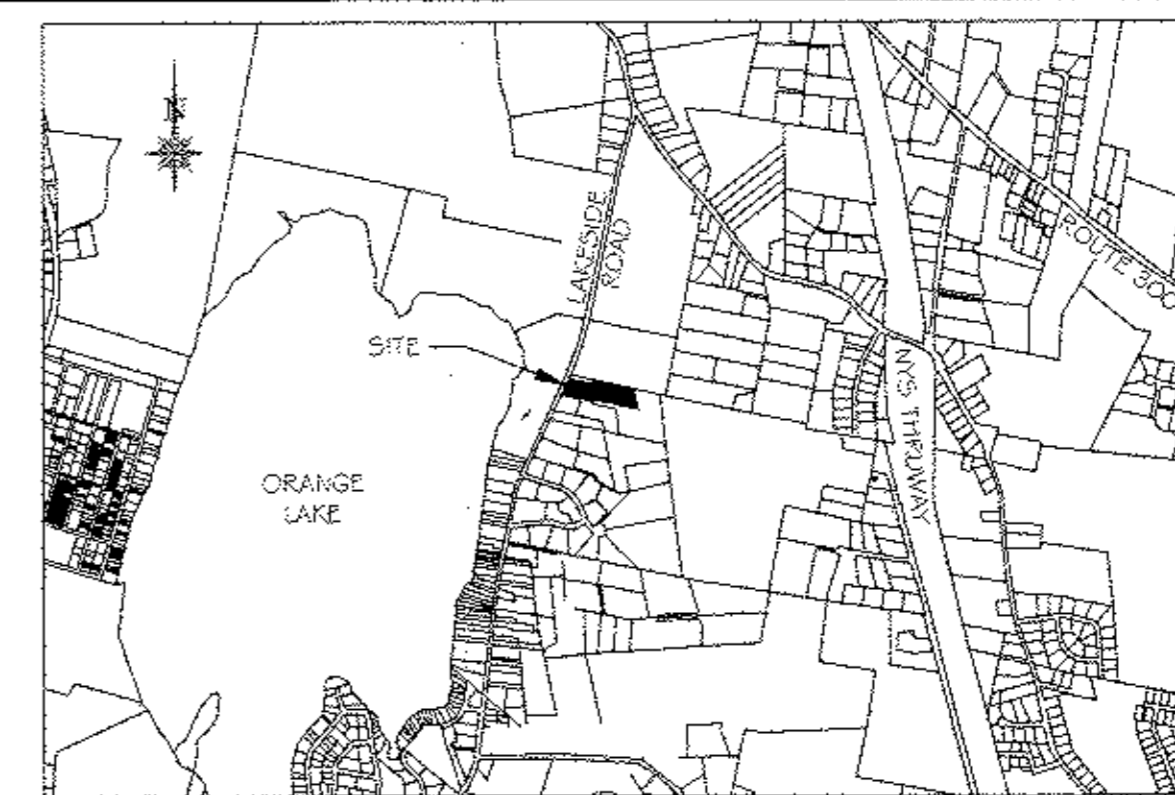 N
LAKESIDE
ROAD
ROUTE 300
SITE
NYS THRUWAY
ORANGE
LAKE